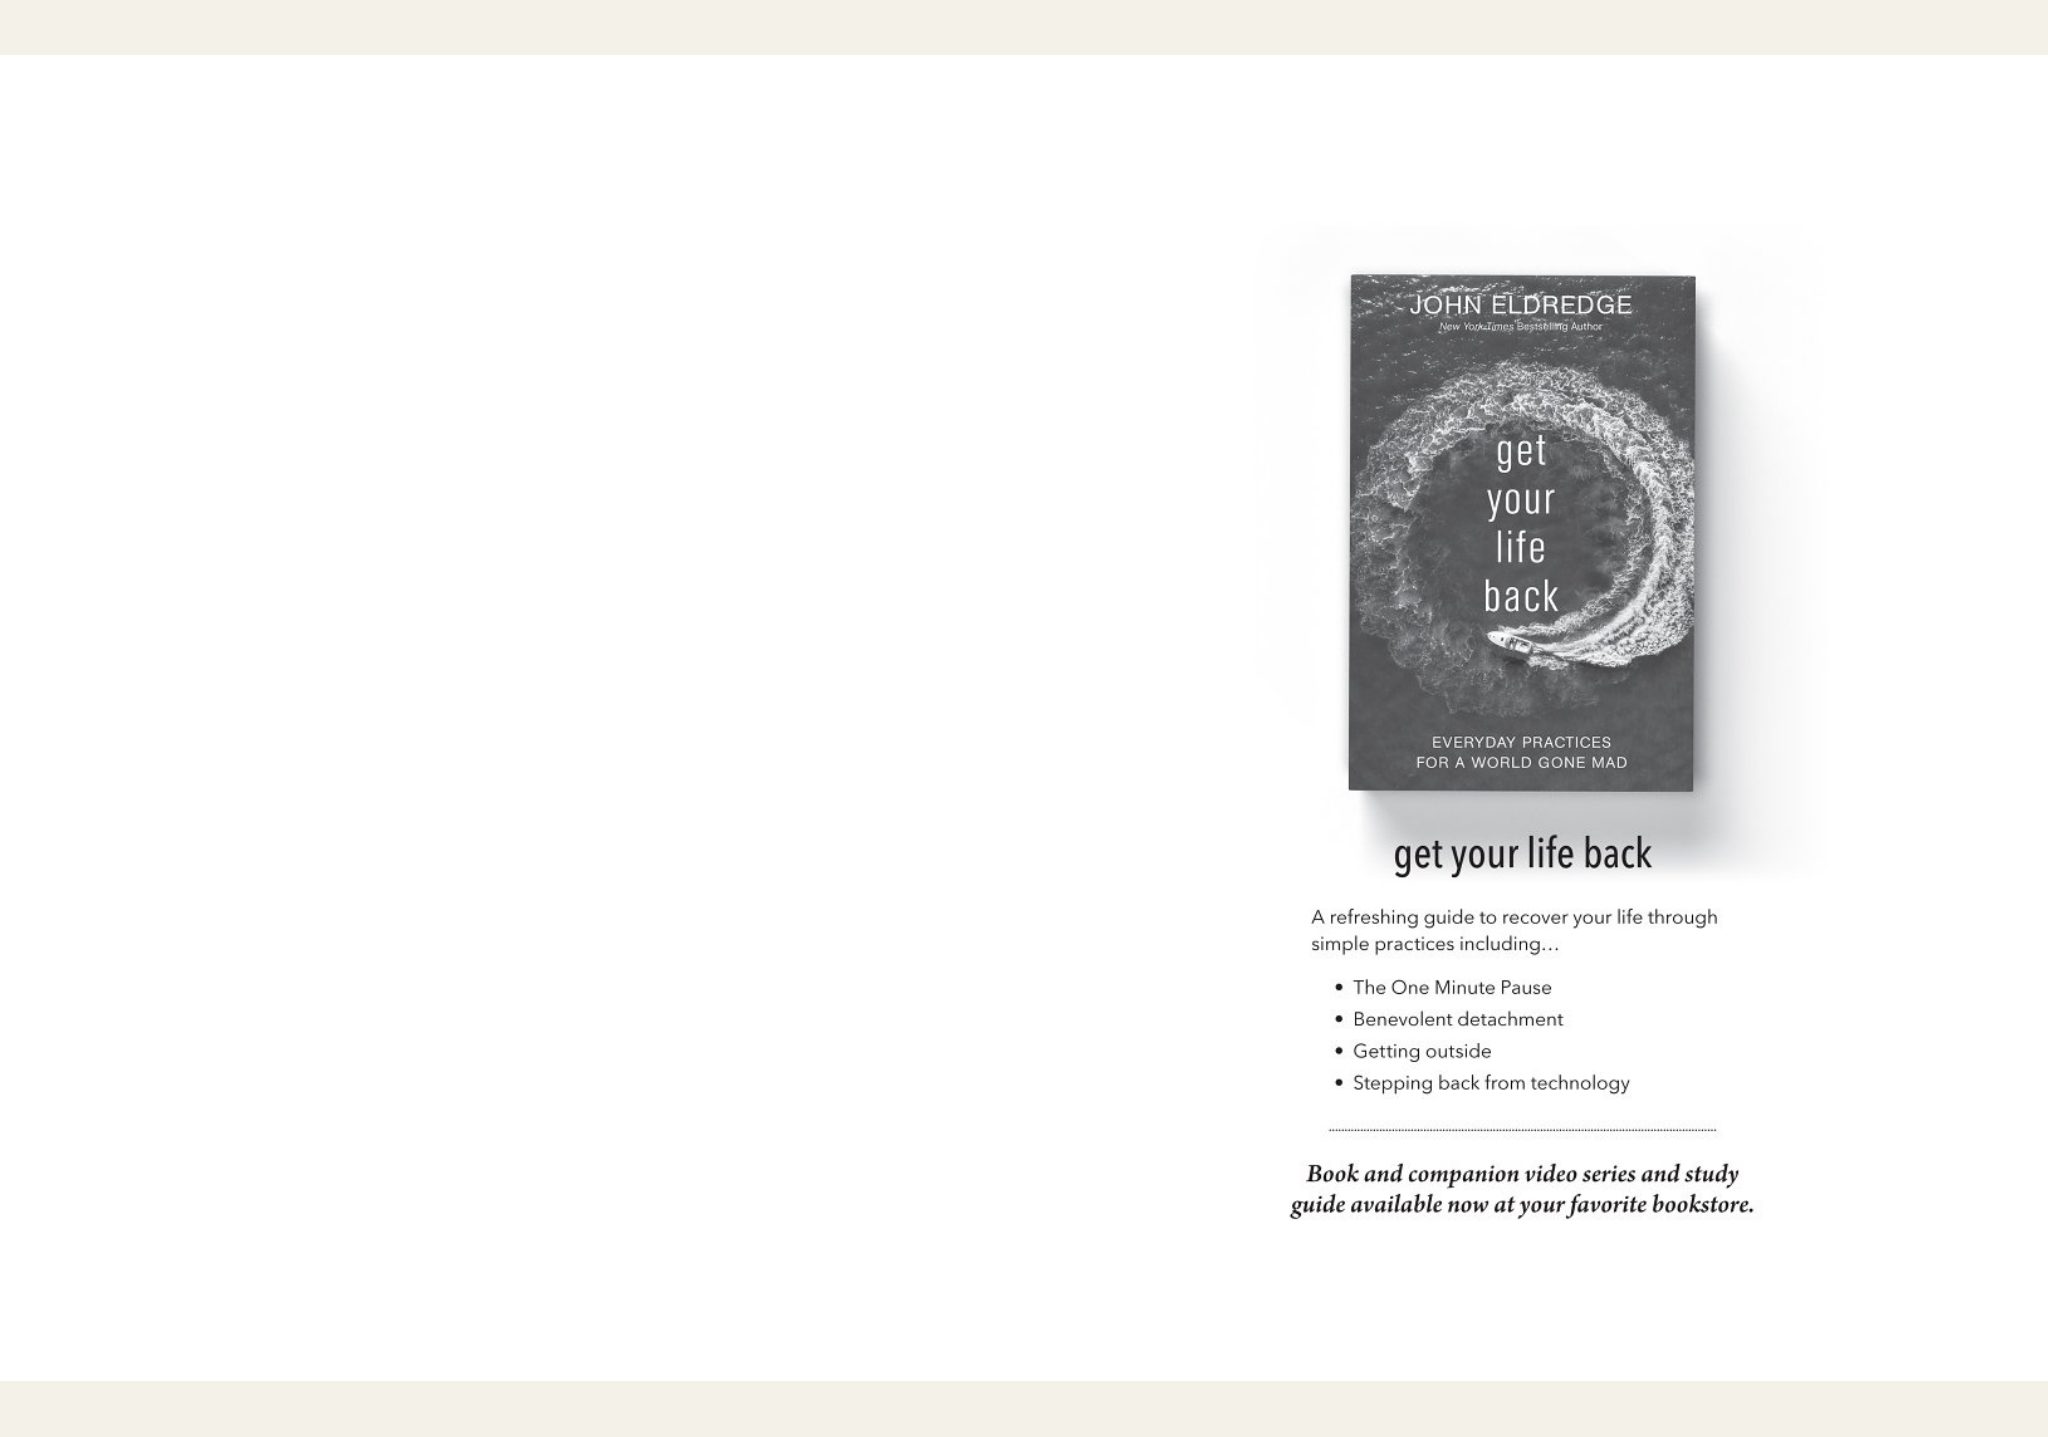 JOHN ELDREDGE
New York Times Bestselling Author
get
your
life
back
EVERYDAY PRACTICES
FOR A WORLD GONE MAD
get your life back
A refreshing guide to recover your life through
simple practices including…
• The One Minute Pause
• Benevolent detachment
• Getting outside
• Stepping back from technology
Book and companion video series and study
guide available now at your favorite bookstore.